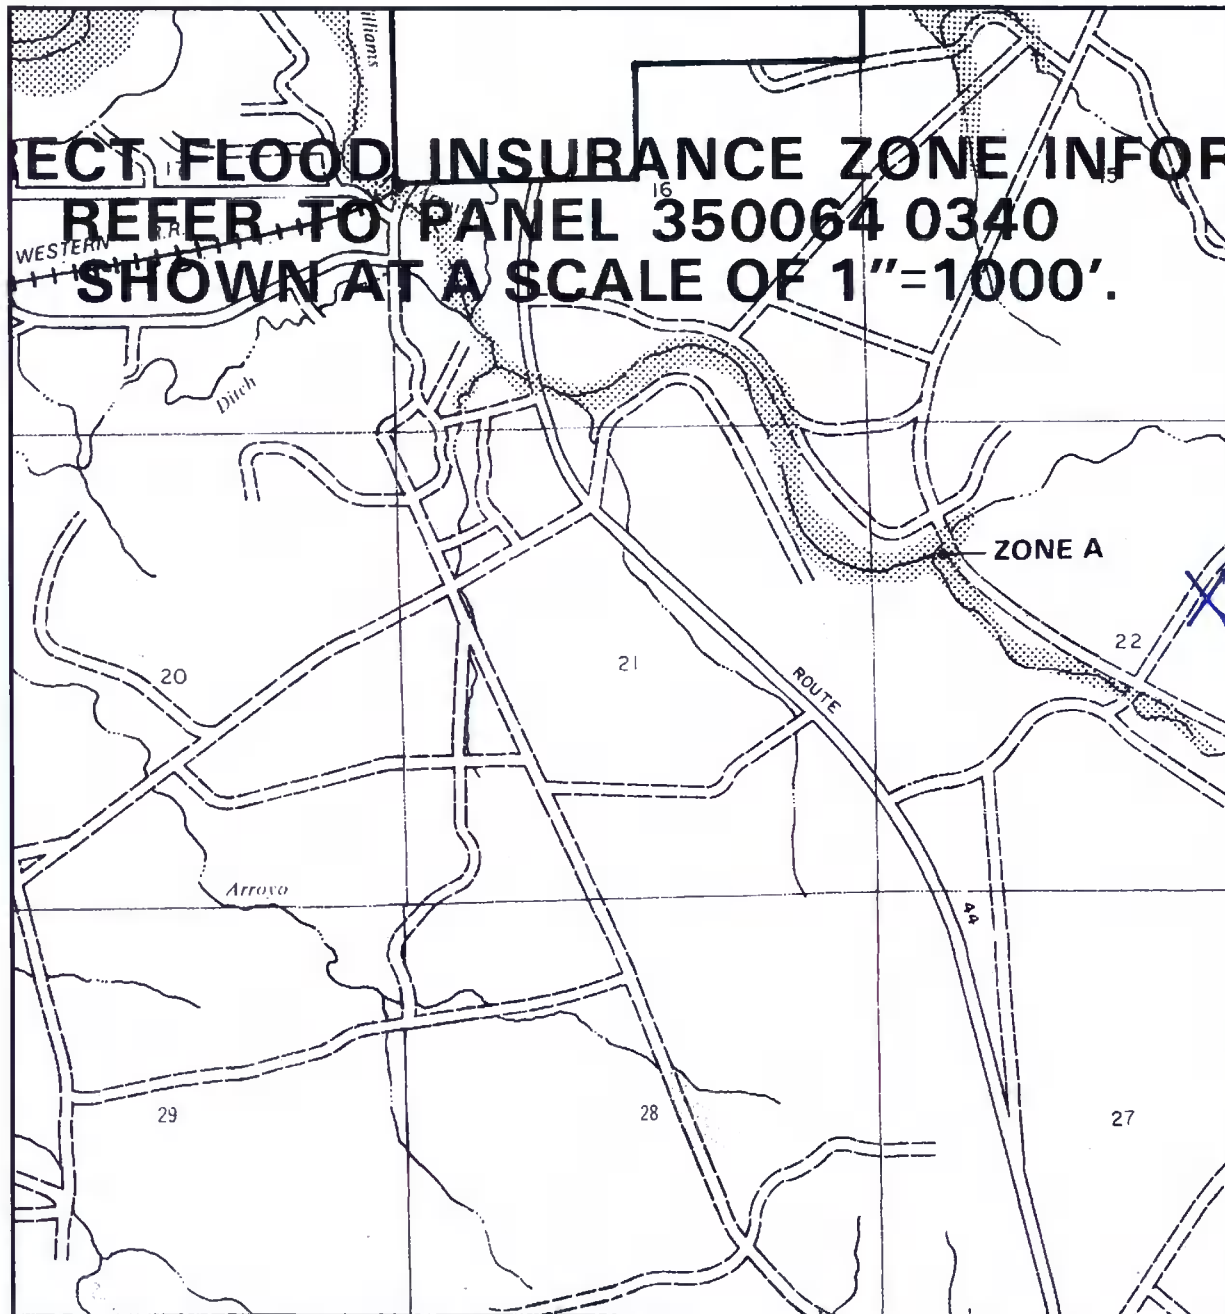 illiams
ECT FLOOD INSURANCE ZONE INFOR
16
15
REFER TO PANEL 350064 0340
WESTERN R.R.
SHOWN AT A SCALE OF 1"=1000'.
Ditch
ZONE A
22
21
20
ROUTE
Arroyo
44
29
28
27